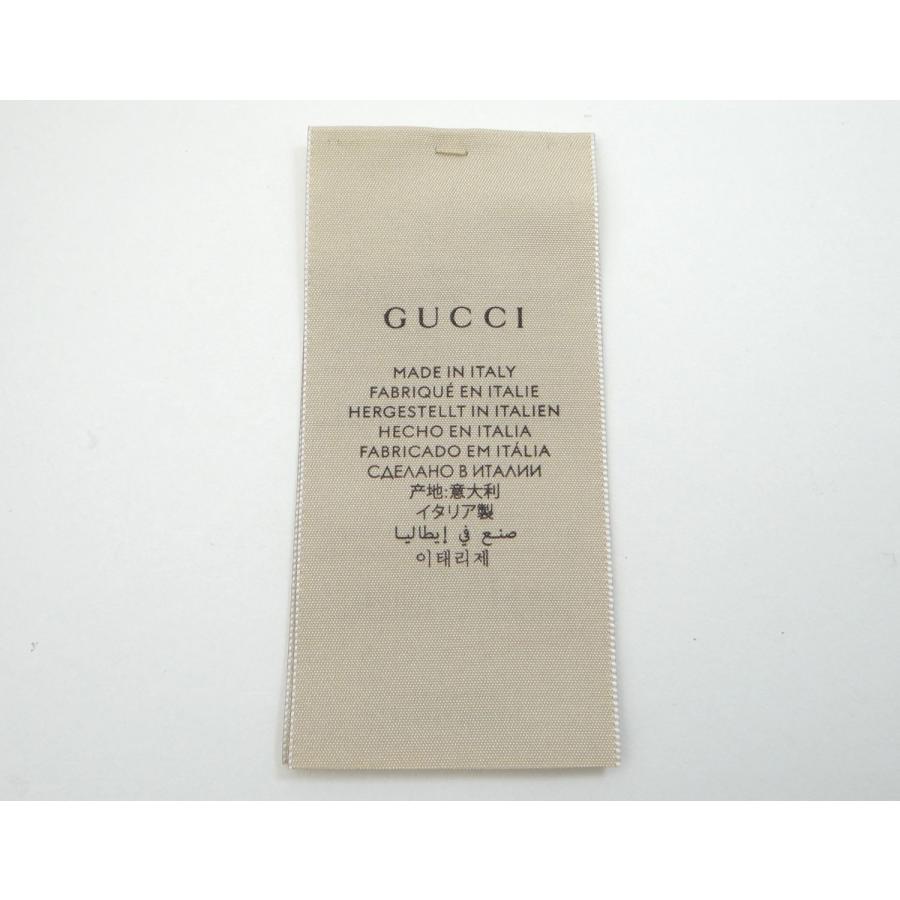 GUCCI
MADE IN ITALY
FABRIQUÉ EN ITALIE
HERGESTELLT IN ITALIEN
HECHO EN ITALIA
FABRICADO EM ITÁLIA
СДЕЛАНО В ИТАЛИИ
产地:意大利
イタリア製
صنع في إيطاليا
이태리제